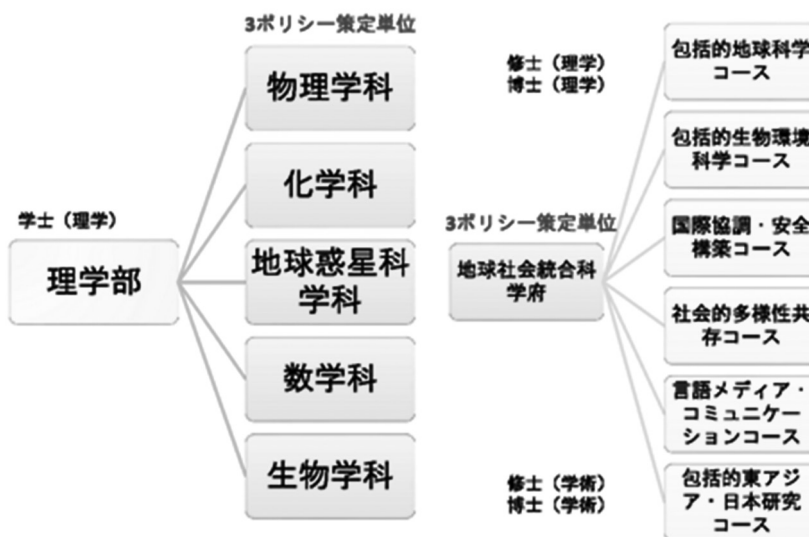 3ポリシー策定単位
物理学科
化学科
学士（理学）
理学部
地球惑星科
学科
数学科
生物学科
修士（理学）
博士（理学）
3ポリシー策定単位
地球社会統合科
学府
包括的地球科学
コース
包括的生物環境
科学コース
国際協調・安全
構築コース
社会的多様性共
存コース
言語メディア・
コミュニケー
ションコース
包括的東アジ
ア・日本研究
コース
修士（学術）
博士（学術）